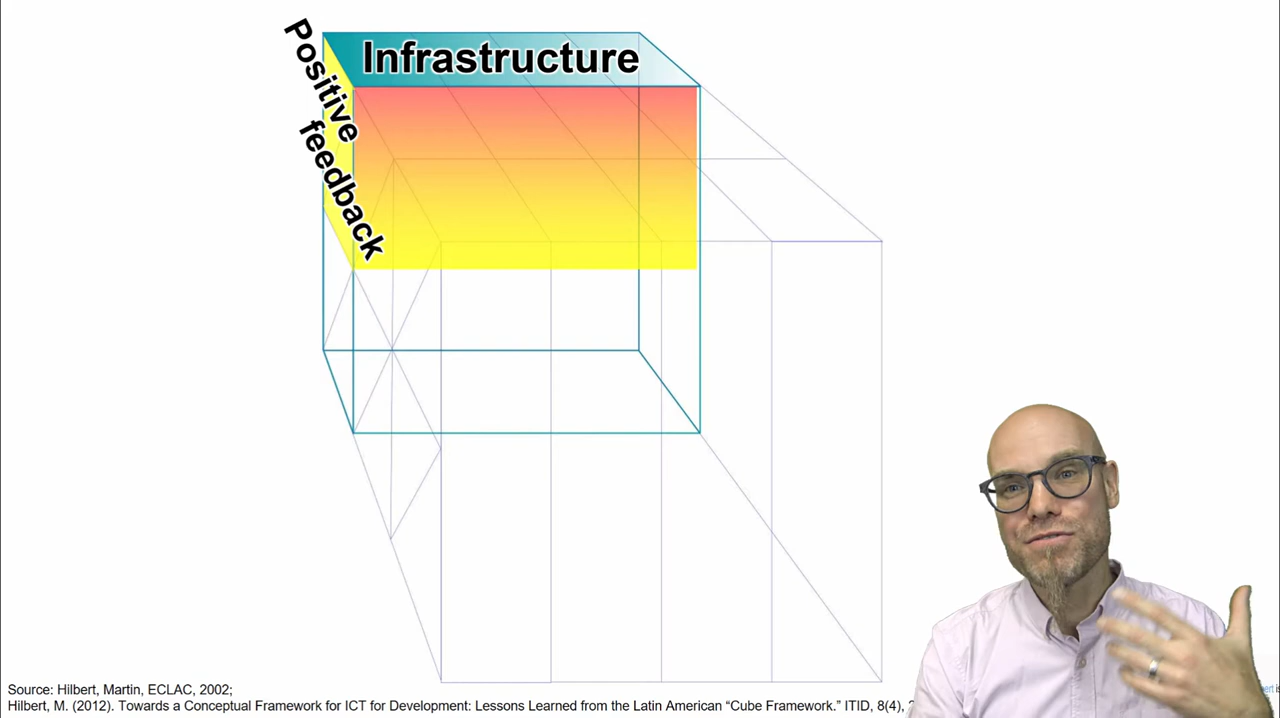 Infrastructure
Positive
feedback
Source: Hilbert, Martin, ECLAC, 2002;
Hilbert, M. (2012). Towards a Conceptual Framework for ICT for Development: Lessons Learned from the Latin American “Cube Framework.” ITID, 8(4),